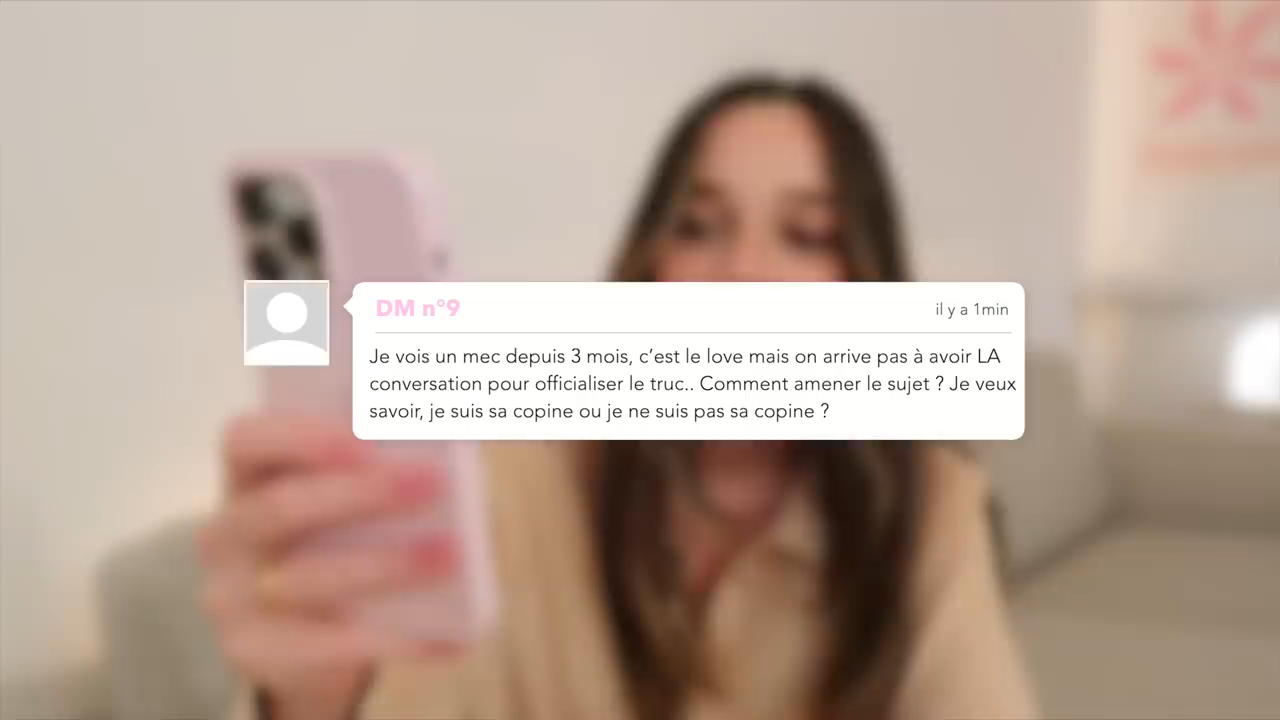 DM n°9
il y a 1min
Je vois un mec depuis 3 mois, c’est le love mais on arrive pas à avoir LA
conversation pour officialiser le truc.. Comment amener le sujet ? Je veux
savoir, je suis sa copine ou je ne suis pas sa copine ?